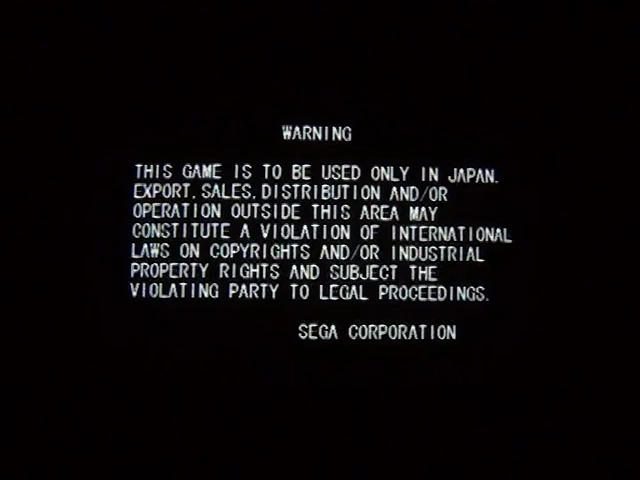 WARNING
THIS GAME IS TO BE USED ONLY IN JAPAN.
EXPORT, SALES, DISTRIBUTION AND/OR
OPERATION OUTSIDE THIS AREA MAY
CONSTITUTE A VIOLATION OF INTERNATIONAL
LAWS ON COPYRIGHTS AND/OR INDUSTRIAL
PROPERTY RIGHTS AND SUBJECT THE
VIOLATING PARTY TO LEGAL PROCEEDINGS.
SEGA CORPORATION